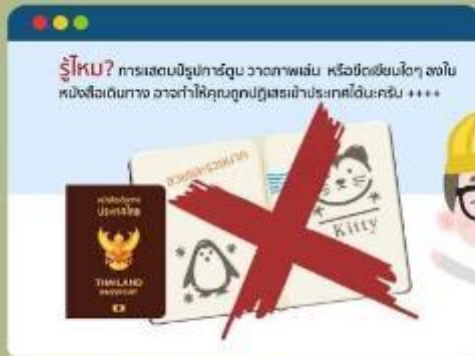 รู้ไหม? การแสตมป์รูปการ์ตูน วาดภาพเล่น หรือขีดเขียนใดๆ ลงใน
หนังสือเดินทาง อาจทำให้คุณถูกปฏิเสธเข้าประเทศได้นะครับ ++++
หนังสือเดินทาง
ประเทศไทย
THAILAND
PASSPORT
Kitty